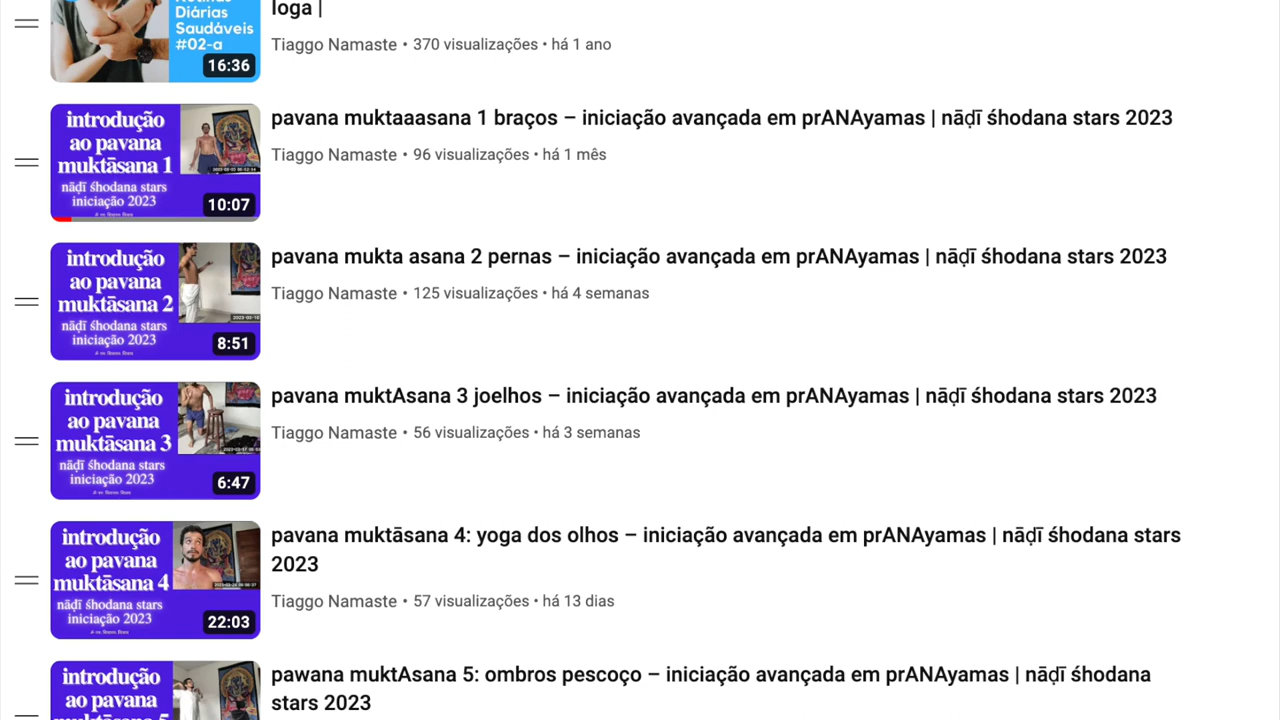 Ioga |
Diárias
Saudáveis
#02-a
16:36
Tiaggo Namaste • 370 visualizações • há 1 ano
introdução
ao pavana
muktāsana 1
nāḍī śhodana stars
iniciação 2023
10:07
pavana muktaaasana 1 braços – iniciação avançada em prANAyamas | nāḍī śhodana stars 2023
Tiaggo Namaste • 96 visualizações • há 1 mês
introdução
ao pavana
muktāsana 2
nāḍī śhodana stars
iniciação 2023
8:51
pavana mukta asana 2 pernas – iniciação avançada em prANAyamas | nāḍī śhodana stars 2023
Tiaggo Namaste • 125 visualizações • há 4 semanas
introdução
ao pavana
muktāsana 3
nāḍī śhodana stars
iniciação 2023
6:47
pavana muktAsana 3 joelhos – iniciação avançada em prANAyamas | nāḍī śhodana stars 2023
Tiaggo Namaste • 56 visualizações • há 3 semanas
introdução
ao pavana
muktāsana 4
nāḍī śhodana stars
iniciação 2023
22:03
pavana muktāsana 4: yoga dos olhos – iniciação avançada em prANAyamas | nāḍī śhodana stars
2023
Tiaggo Namaste • 57 visualizações • há 13 dias
introdução
ao pavana
muktāsana 5
pawana muktAsana 5: ombros pescoço – iniciação avançada em prANAyamas | nāḍī śhodana
stars 2023